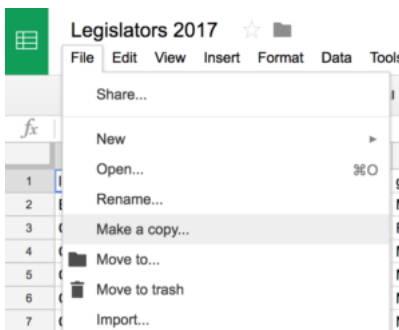 Legislators 2017
File Edit View Insert Format Data Tools
Share...
fx
New
Open... ⌘O
1
Rename...
2
Make a copy...
3
4
Move to...
5
Move to trash
6
Import...
7